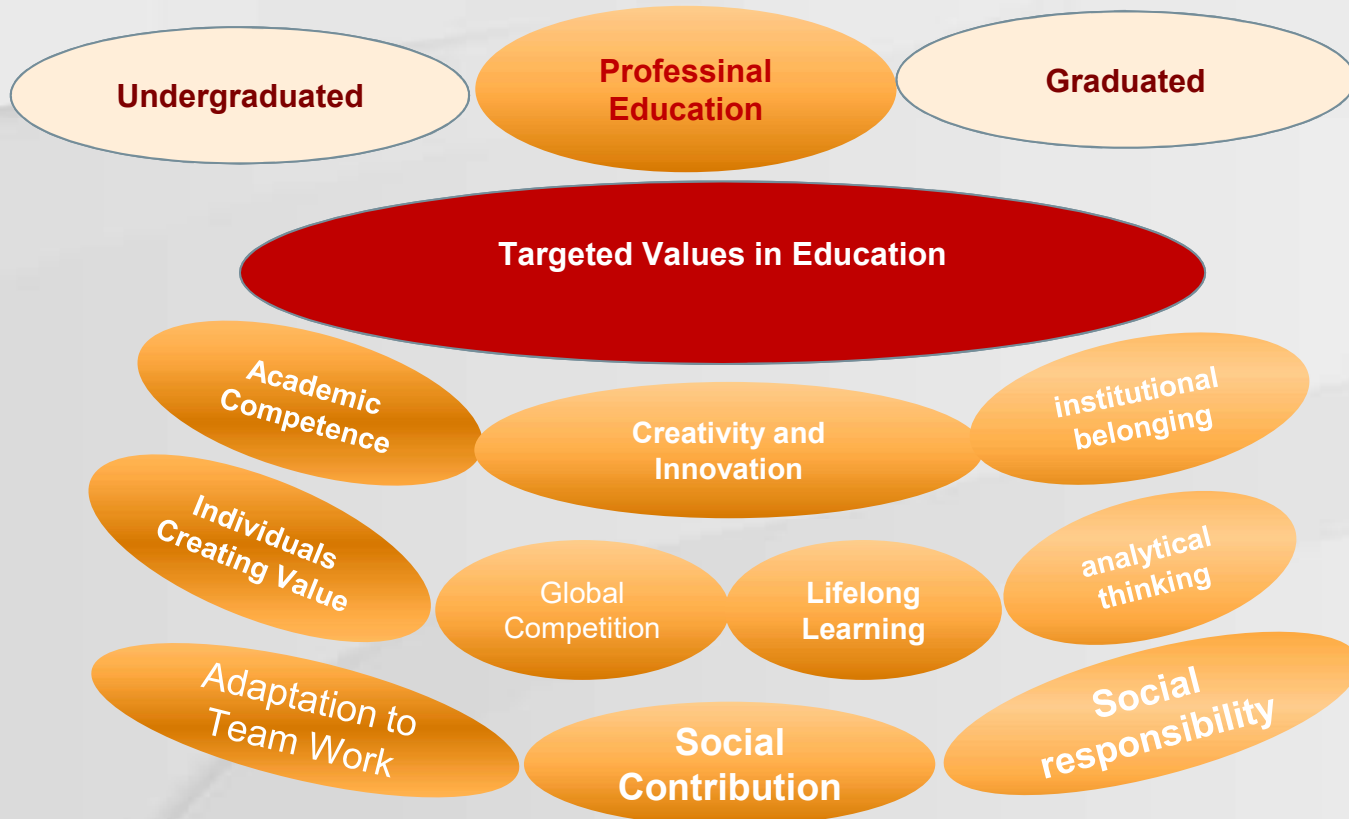 Undergraduated
Professinal
Education
Graduated
Targeted Values in Education
Academic
Competence
Creativity and
Innovation
institutional
belonging
Individuals
Creating Value
Global
Competition
Lifelong
Learning
analytical
thinking
Adaptation to
Team Work
Social
Contribution
Social
responsibility